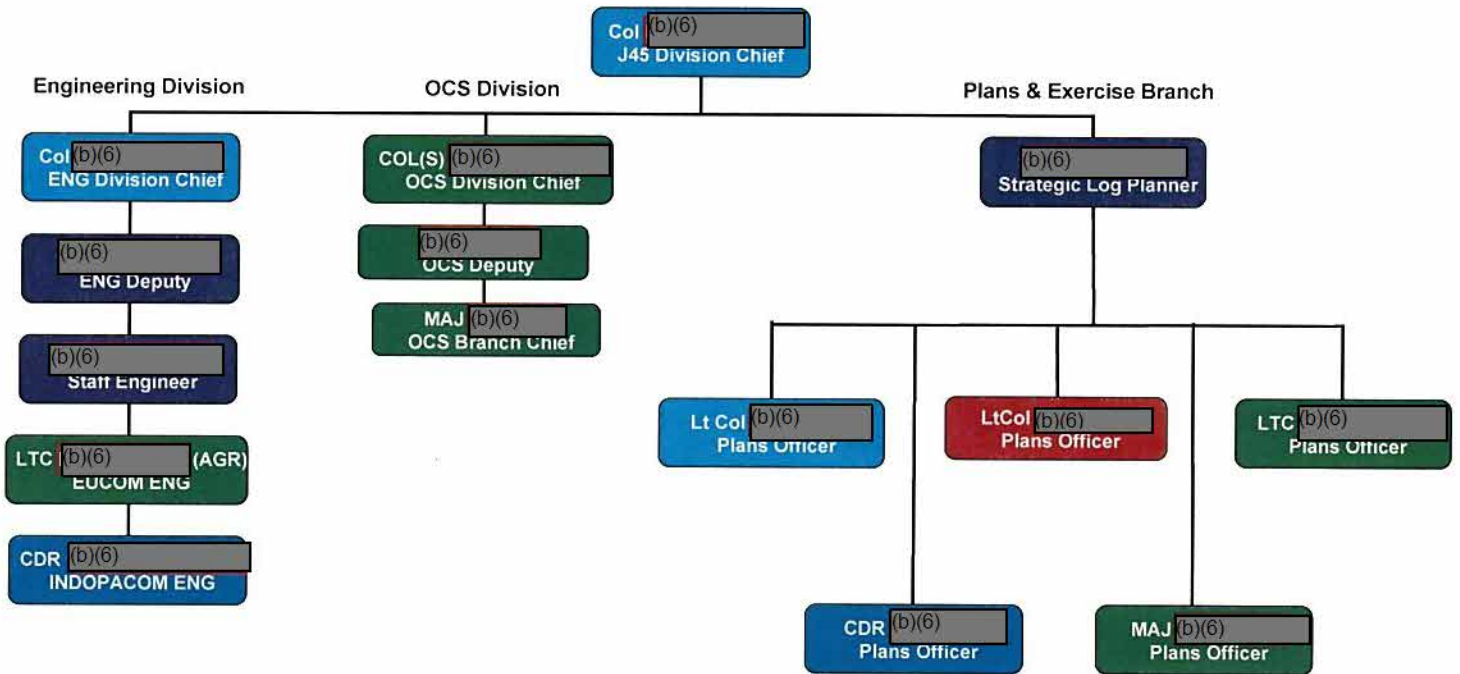 Col (b)(6)
J45 Division Chief
Engineering Division
OCS Division
Plans & Exercise Branch
Col (b)(6)
ENG Division Chief
(b)(6)
ENG Deputy
(b)(6)
Staff Engineer
LTC (b)(6) (AGR)
EUCOM ENG
CDR (b)(6)
INDOPACOM ENG
COL(S) (b)(6)
OCS Division Chief
(b)(6)
OCS Deputy
MAJ (b)(6)
OCS Branch Chief
(b)(6)
Strategic Log Planner
Lt Col (b)(6)
Plans Officer
LtCol (b)(6)
Plans Officer
LTC (b)(6)
Plans Officer
CDR (b)(6)
Plans Officer
MAJ (b)(6)
Plans Officer